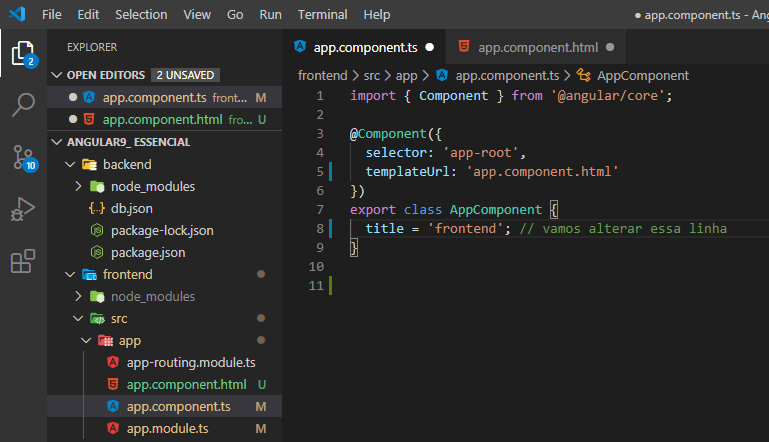 File Edit Selection View Go Run Terminal Help
● app.component.ts - Ang
EXPLORER
OPEN EDITORS 2 UNSAVED
app.component.ts front... M
app.component.html fro... U
ANGULAR9_ ESSENCIAL
backend
node_modules
db.json
package-lock.json
package.json
frontend
node_modules
src
app
app-routing.module.ts
app.component.html U
app.component.ts M
app.module.ts M
2
10
app.component.ts ●
app.component.html ●
frontend > src > app > app.component.ts > AppComponent
1 import { Component } from '@angular/core';
2
3 @Component({
4 selector: 'app-root',
5 templateUrl: 'app.component.html'
6 })
7 export class AppComponent {
8 title = 'frontend'; // vamos alterar essa linha
9 }
10
11